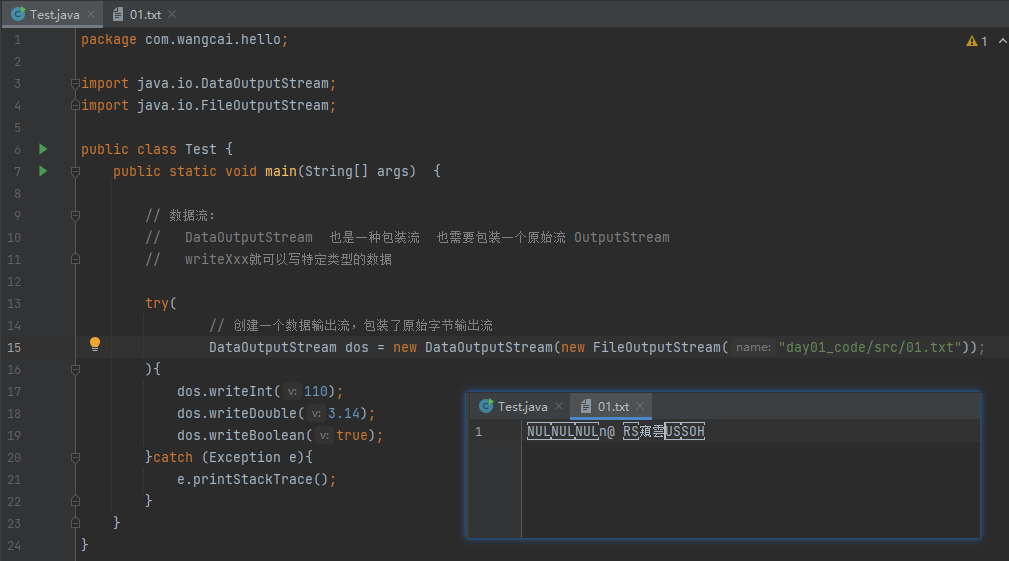 Test.java 01.txt
1 package com.wangcai.hello; 1
2
3 import java.io.DataOutputStream;
4 import java.io.FileOutputStream;
5
6 public class Test {
7 public static void main(String[] args) {
8
9 // 数据流:
10 // DataOutputStream 也是一种包装流 也需要包装一个原始流 OutputStream
11 // writeXxx就可以写特定类型的数据
12
13 try(
14 // 创建一个数据输出流,包装了原始字节输出流
15 DataOutputStream dos = new DataOutputStream(new FileOutputStream( name: "day01_code/src/01.txt"));
16 ){
17 dos.writeInt( v: 110);
18 dos.writeDouble( v: 3.14);
19 dos.writeBoolean( v: true);
20 }catch (Exception e){
21 e.printStackTrace();
22 }
23 }
24 }
Test.java 01.txt
1 NULNULNULn@ RS窺雲USSOH